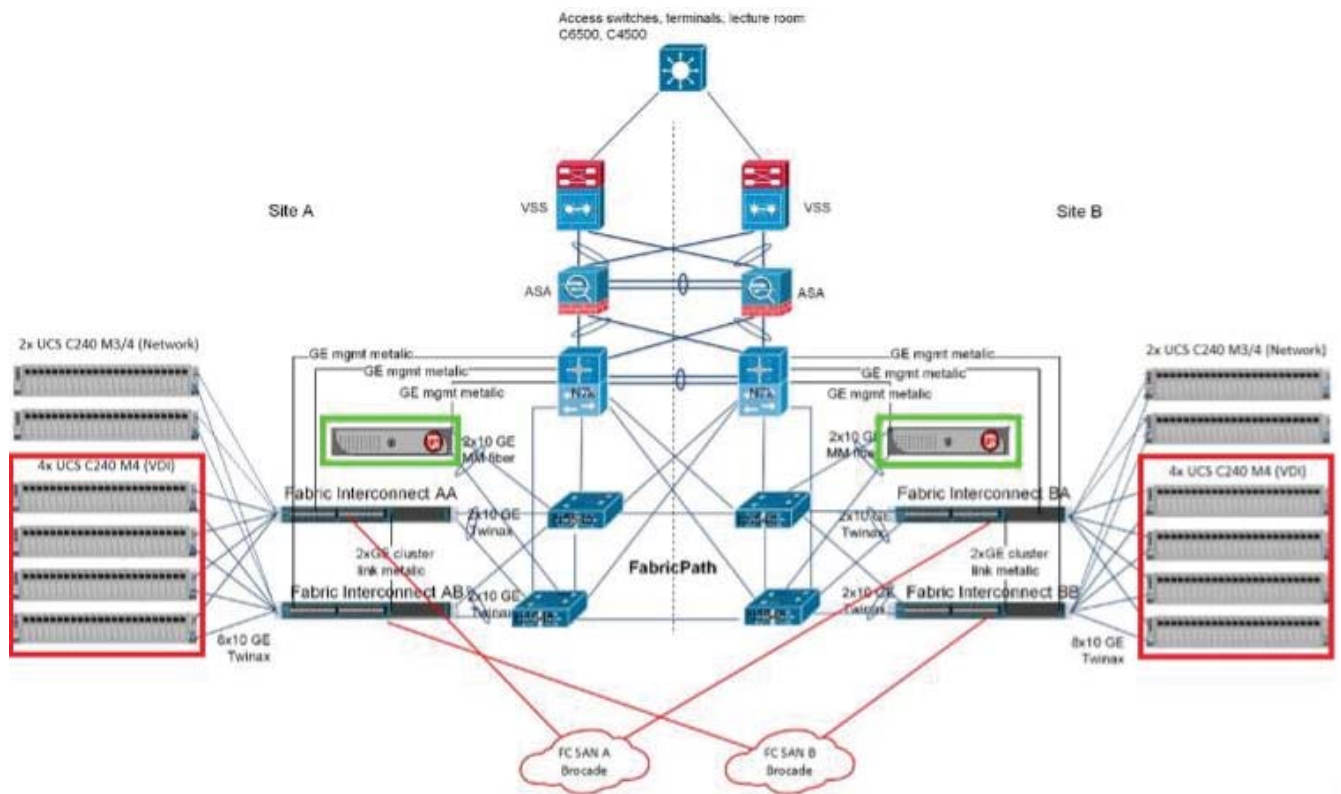 Access switches, terminals, lecture room
C6500, C4500
Site A
VSS
VSS
Site B
ASA
ASA
2x UCS C240 M3/4 (Network)
GE mgmt metalic
GE mgmt metalic
GE mgmt metalic
N7k
N7k
GE mgmt metalic
GE mgmt metalic
GE mgmt metalic
2x UCS C240 M3/4 (Network)
2x10 GE
MM fiber
2x10 GE
MM fiber
4x UCS C240 M4 (VDI)
Fabric Interconnect AA
2x10 GE
Twinax
2xGE cluster
link metalic
Fabric Interconnect AB
2x10 GE
Twinax
8x10 GE
Twinax
FabricPath
4x UCS C240 M4 (VDI)
Fabric Interconnect BA
2x10 GE
Twinax
2xGE cluster
link metalic
Fabric Interconnect BB
2x10 GE
Twinax
8x10 GE
Twinax
FC SAN A
Brocade
FC SAN B
Brocade